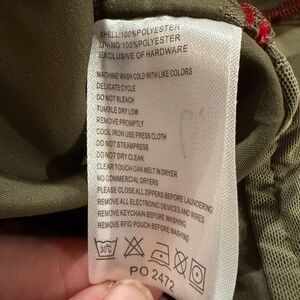 SHELL: 100%POLYESTER
LINING: 100%POLYESTER
EXCLUSIVE OF HARDWARE
MACHINE WASH COLD WITH LIKE COLORS
DELICATE CYCLE
DO NOT BLEACH
TUMBLE DRY LOW
REMOVE PROMPTLY
COOL IRON USE PRESS CLOTH
DO NOT STEAMPRESS
DO NOT DRY CLEAN
CLEAR TOUCH CAN MELT IN DRYER
NO COMMERCIAL DRYERS
PLEASE CLOSE ALL ZIPPERS BEFORE LAUNDERING
REMOVE ALL ELECTRONIC DEVICES AND WIRES
REMOVE KEYCHAIN BEFORE WASHING
REMOVE RFID POUCH BEFORE WASHING
30°C
PO 2472